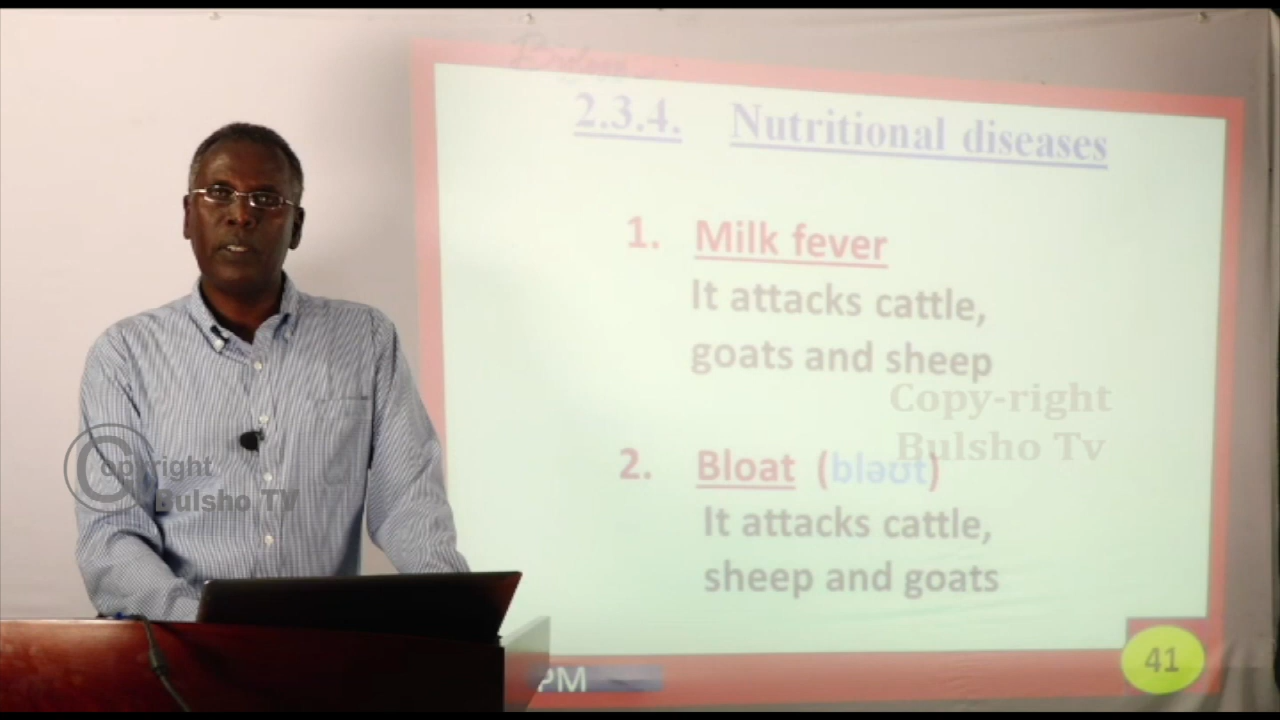 2.3.4. Nutritional diseases
1. Milk fever
It attacks cattle,
goats and sheep
Copy-right
Bulsho Tv
2. Bloat (bləʊt)
It attacks cattle,
sheep and goats
Copyright
Bulsho TV
41
PM